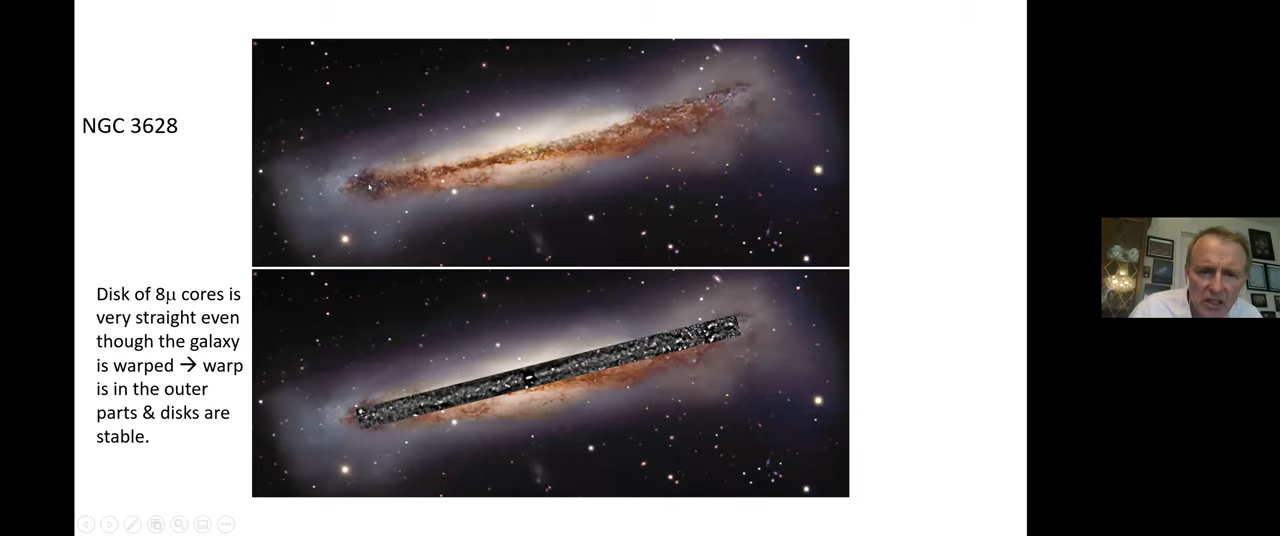 NGC 3628
Disk of 8μ cores is
very straight even
though the galaxy
is warped → warp
is in the outer
parts & disks are
stable.